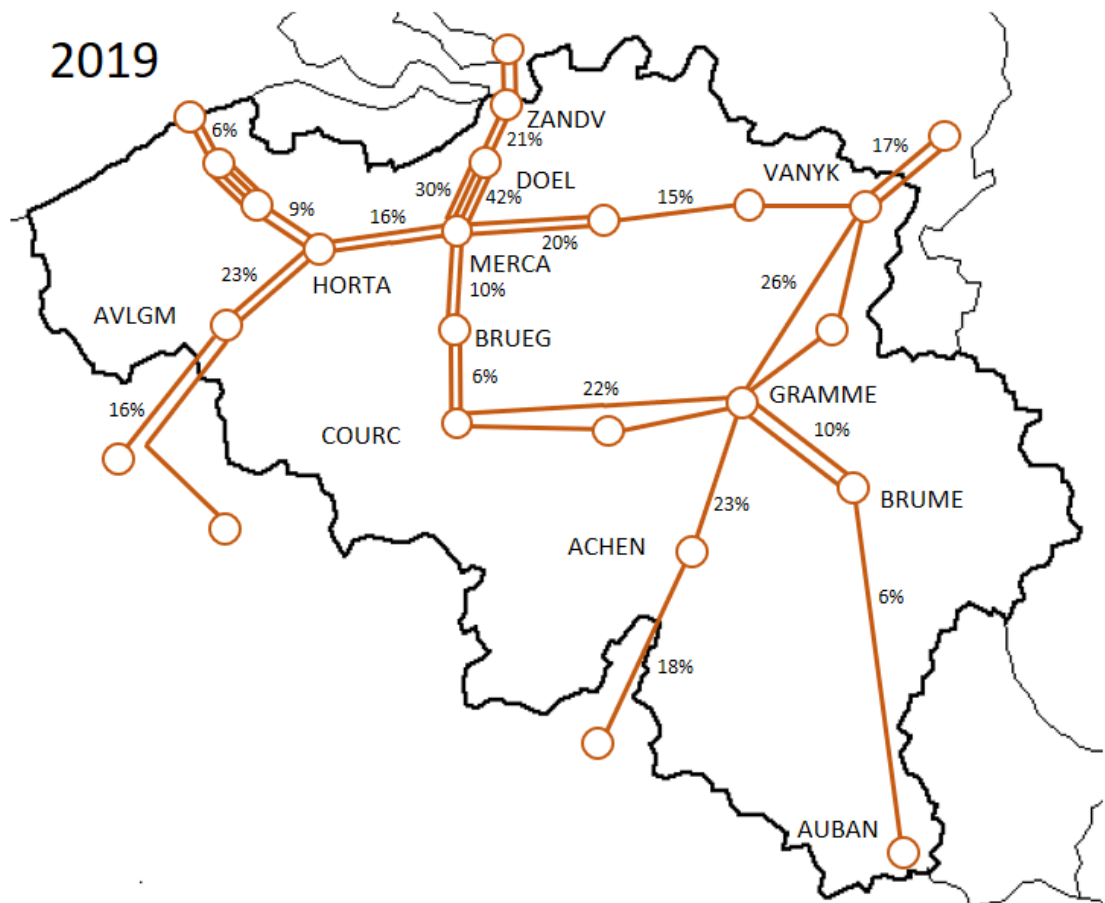 2019
ZANDV
6%
21%
17%
VANYK
DOEL
30%
42%
15%
9%
16%
20%
MERCA
23%
HORTA
10%
26%
AVLGM
BRUEG
6%
22%
GRAMME
16%
10%
COURC
BRUME
23%
ACHEN
6%
18%
AUBAN